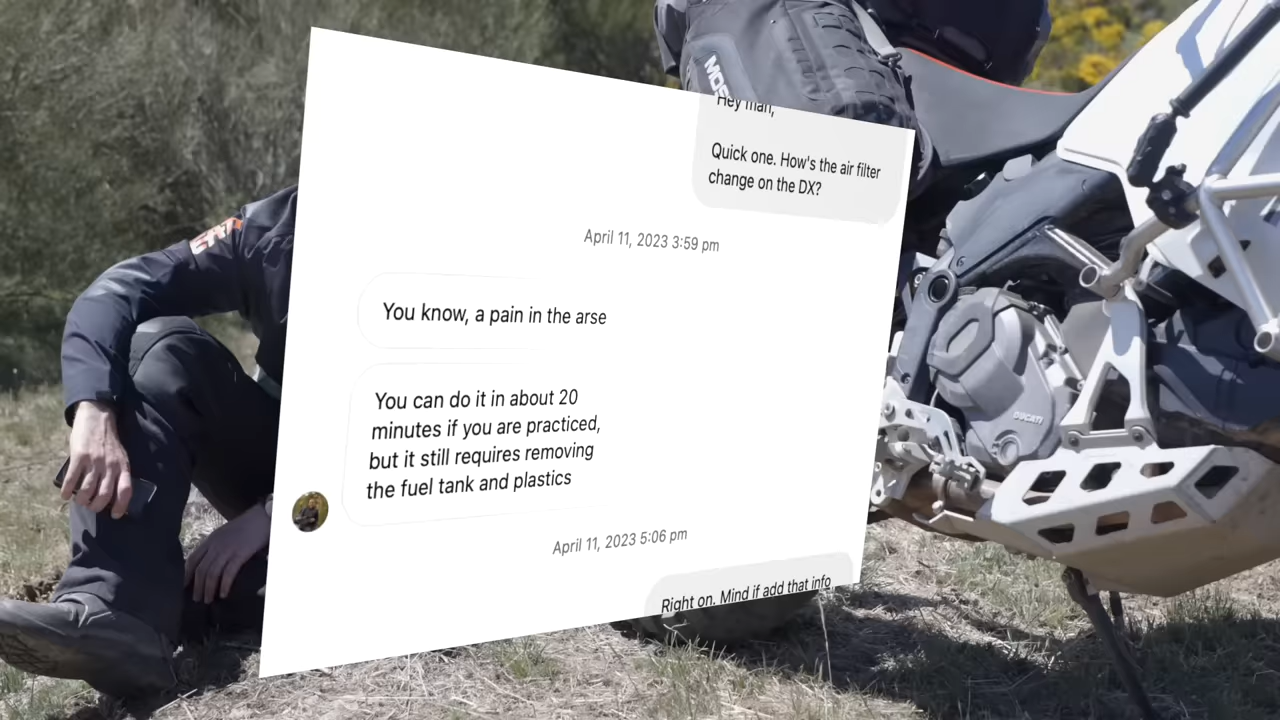 Hey man,
Quick one. How's the air filter
change on the DX?
April 11, 2023 3:59 pm
You know, a pain in the arse
You can do it in about 20
minutes if you are practiced,
but it still requires removing
the fuel tank and plastics
April 11, 2023 5:06 pm
Right on. Mind if add that info
DUCATI